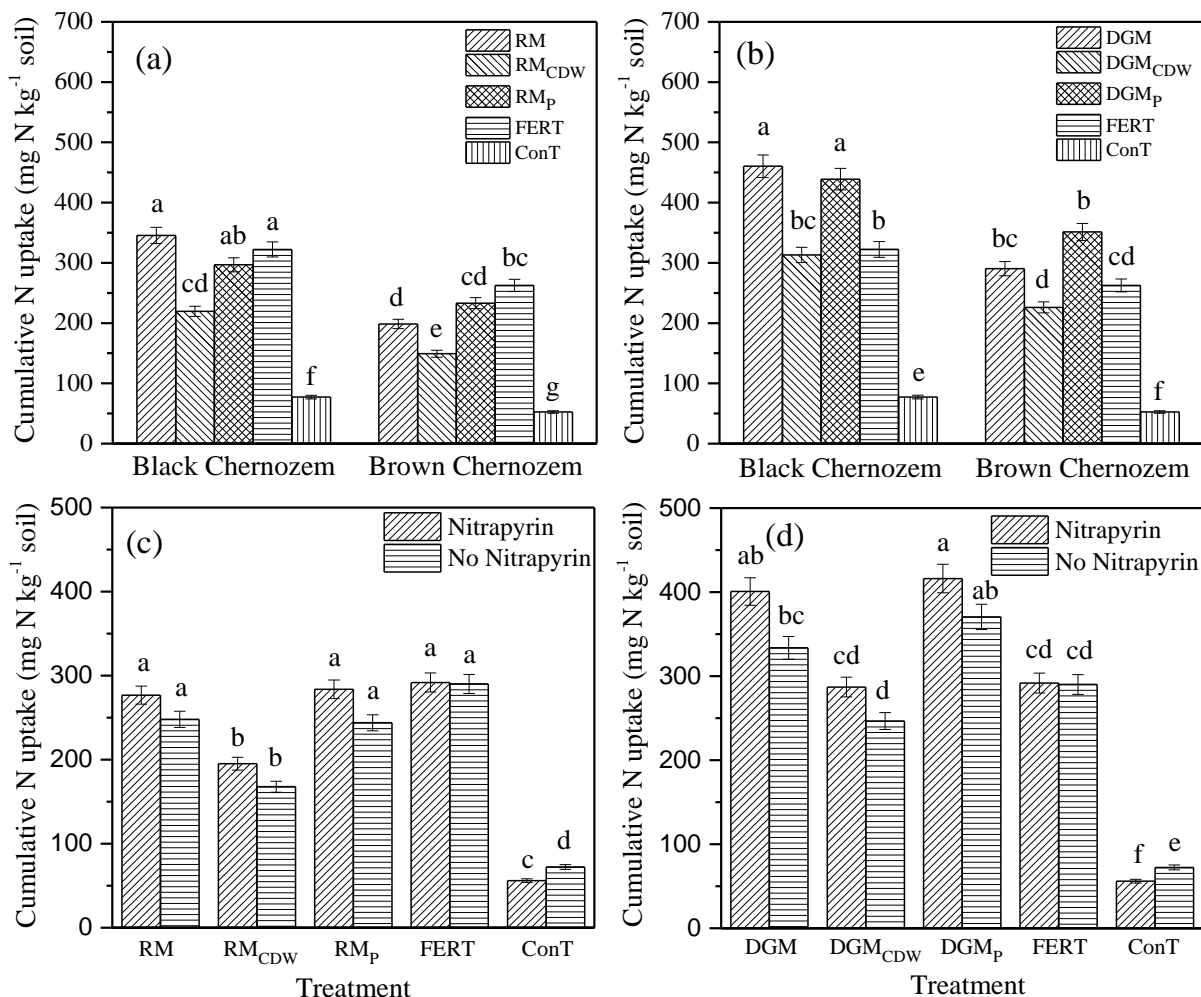 700
600
500
400
300
200
100
0
Cumulative N uptake (mg N kg⁻¹ soil)
(a)
RM
RM_CDW
RM_P
FERT
ConT
a
cd
ab
a
f
d
e
cd
bc
g
Black Chernozem
Brown Chernozem
700
600
500
400
300
200
100
0
Cumulative N uptake (mg N kg⁻¹ soil)
(b)
DGM
DGM_CDW
DGM_P
FERT
ConT
a
bc
a
b
e
bc
d
b
cd
f
Black Chernozem
Brown Chernozem
500
400
300
200
100
0
Cumulative N uptake (mg N kg⁻¹ soil)
(c)
Nitrapyrin
No Nitrapyrin
a
a
b
b
a
a
a
a
c
d
RM
RM_CDW
RM_P
FERT
ConT
Treatment
500
400
300
200
100
0
Cumulative N uptake (mg N kg⁻¹ soil)
(d)
Nitrapyrin
No Nitrapyrin
ab
bc
cd
d
a
ab
cd
cd
f
e
DGM
DGM_CDW
DGM_P
FERT
ConT
Treatment